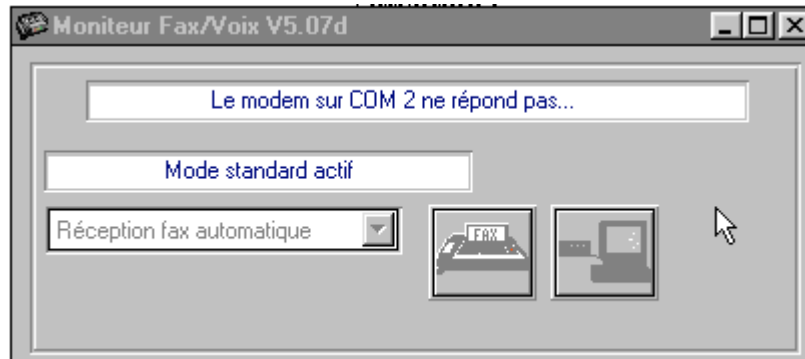 Moniteur Fax/Voix V5.07d
Le modem sur COM 2 ne répond pas...
Mode standard actif
Réception fax automatique
FAX